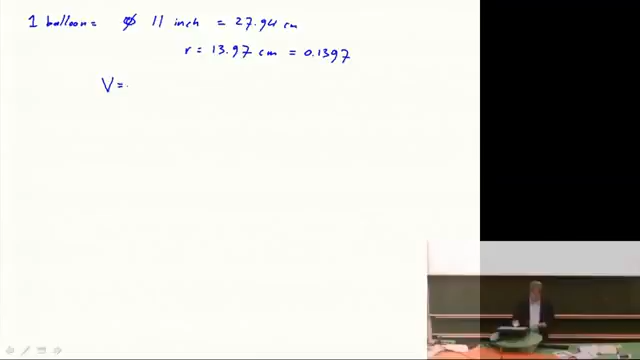 1 balloon = ⌀ 11 inch = 27.94 cm
r = 13.97 cm = 0.1397
V =